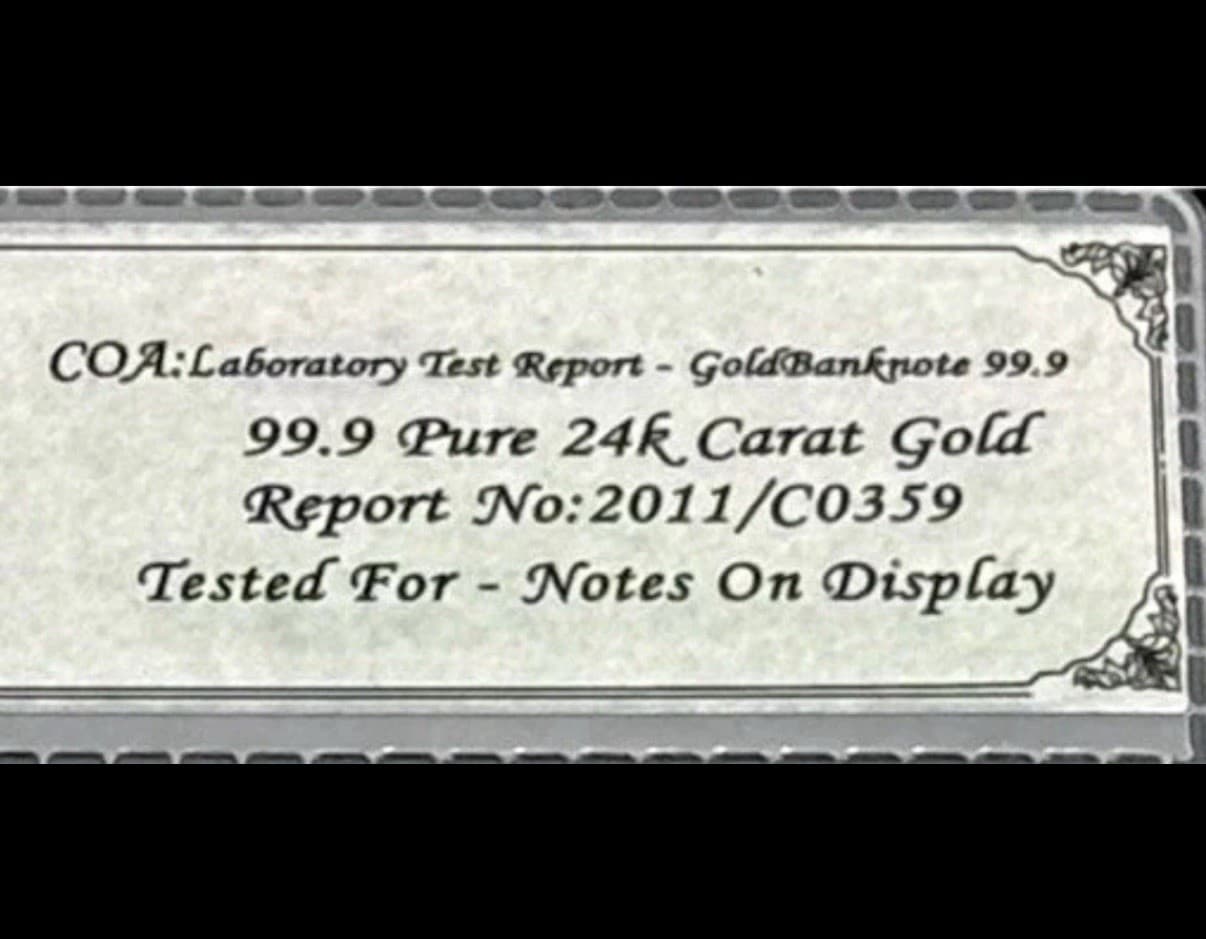 COA:Laboratory Test Report - GoldBanknote 99.9
99.9 Pure 24k Carat Gold
Report No:2011/C0359
Tested For - Notes On Display